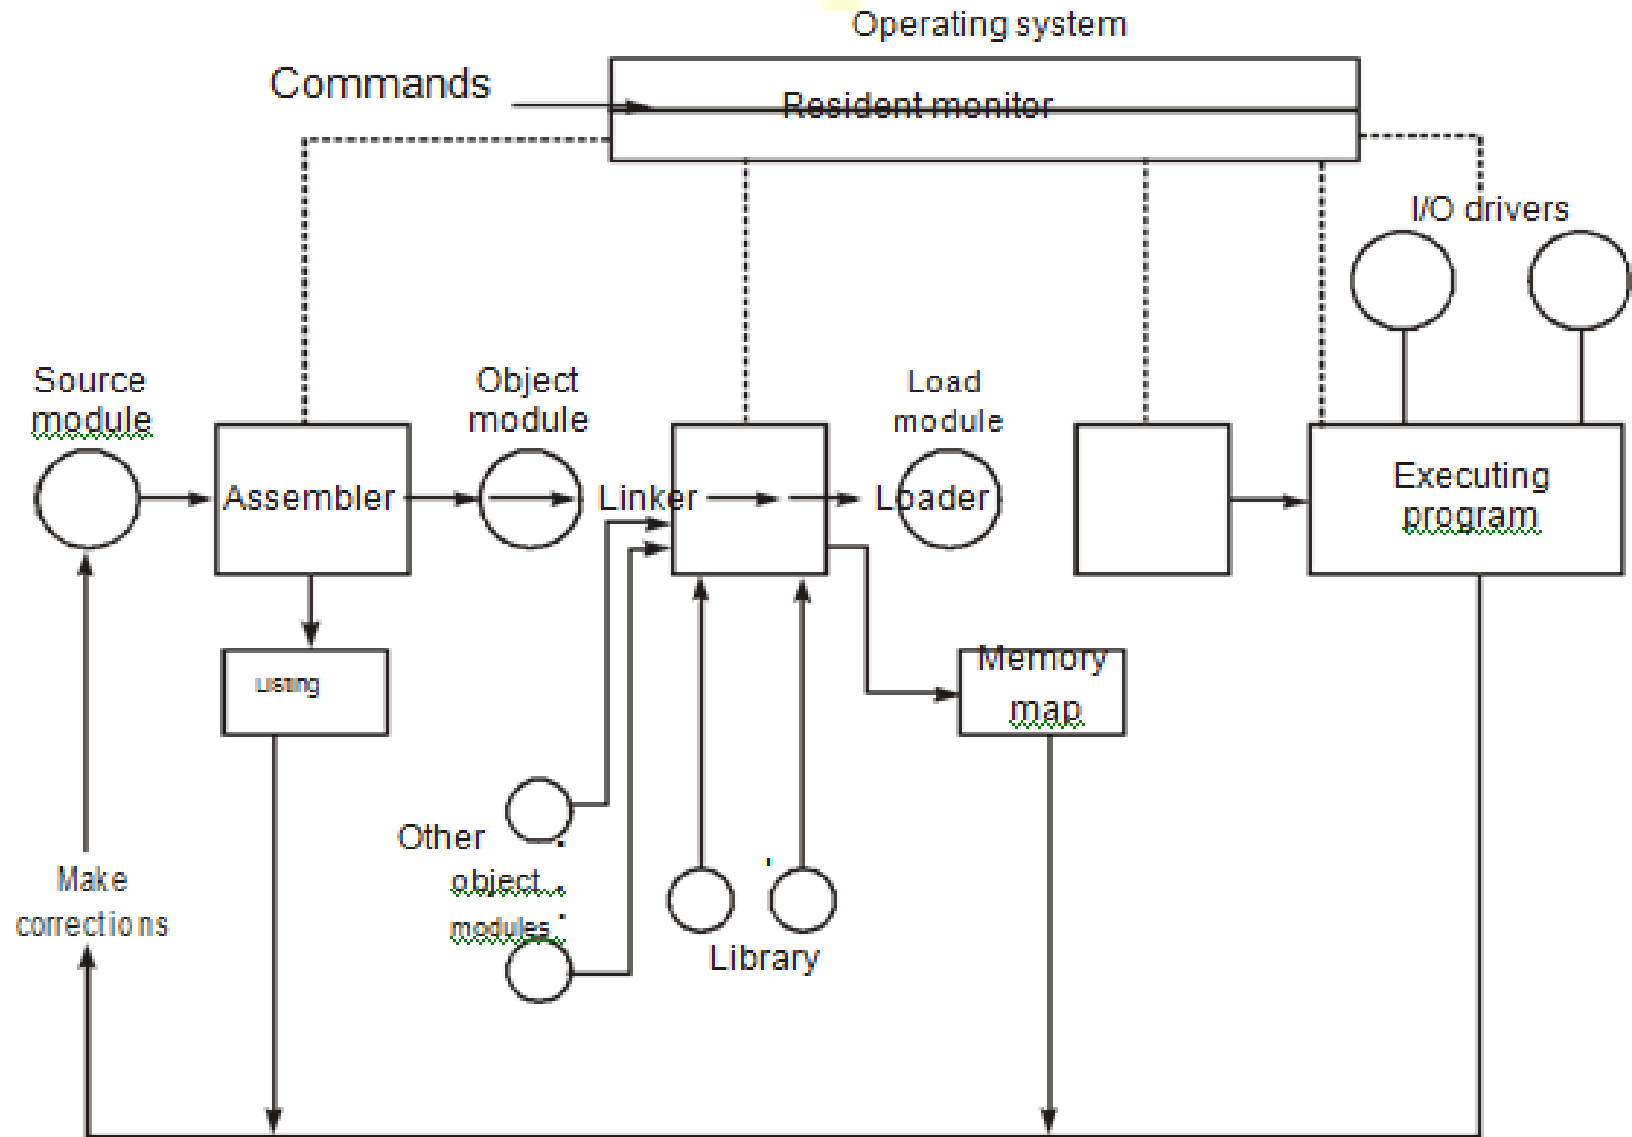 Operating system
Commands
Resident monitor
I/O drivers
Source
module
Object
module
Load
module
Assembler
Linker
Loader
Executing
program
Listing
Memory
map
Other
object
modules
Library
Make
corrections